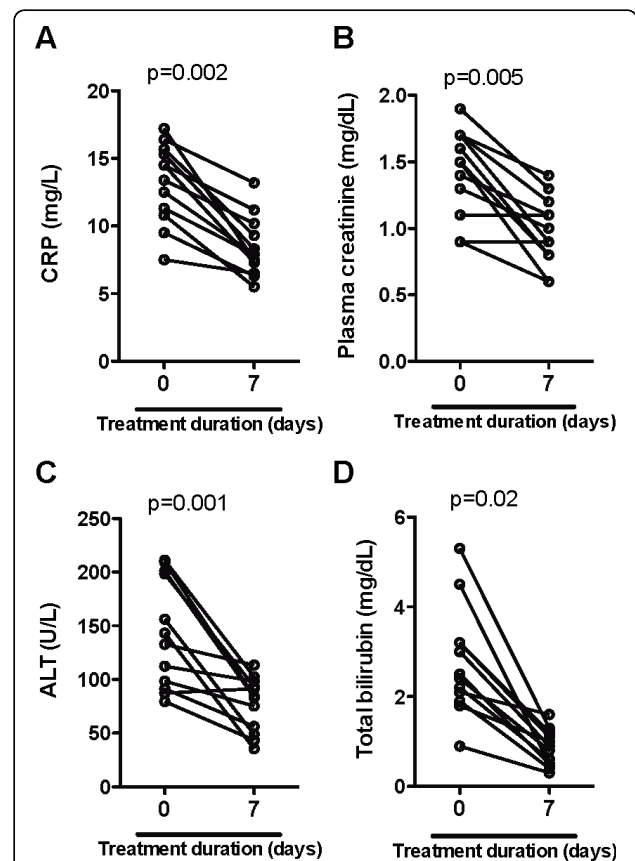 A
p=0.002
20
15
10
5
0
CRP (mg/L)
0 7
Treatment duration (days)
B
p=0.005
2.0
1.5
1.0
0.5
0.0
Plasma creatinine (mg/dL)
0 7
Treatment duration (days)
C
p=0.001
250
200
150
100
50
0
ALT (U/L)
0 7
Treatment duration (days)
D
p=0.02
6
4
2
0
Total bilirubin (mg/dL)
0 7
Treatment duration (days)